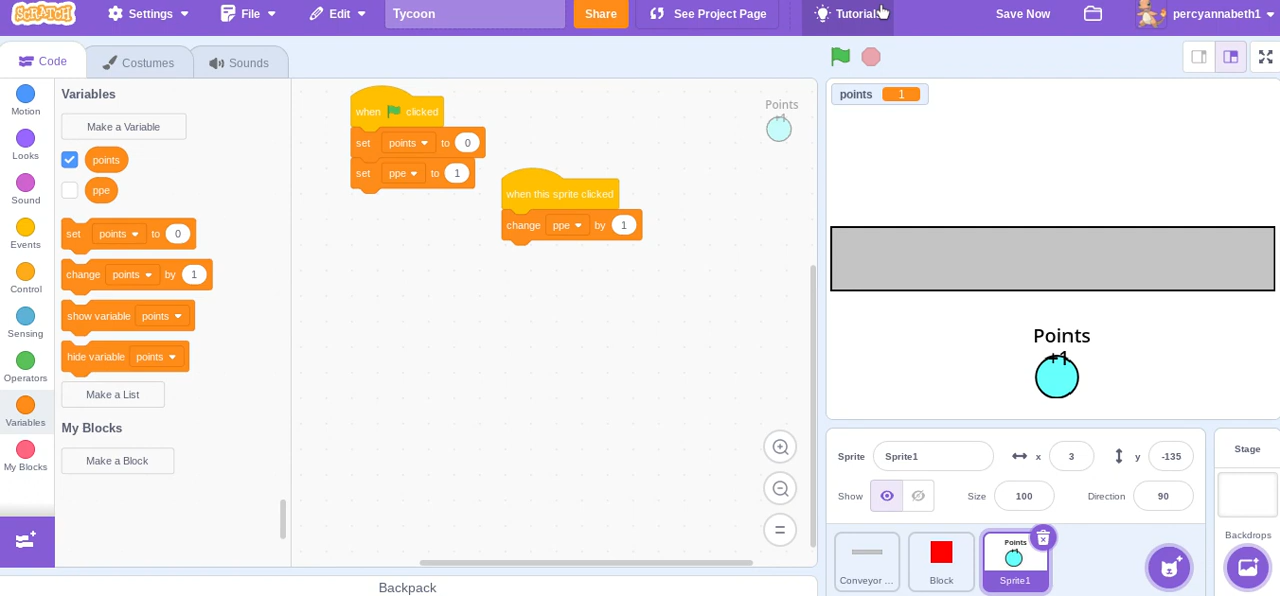 SCRATCH Settings File Edit Tycoon Share See Project Page Tutorials Save Now percyannabeth1
Code Costumes Sounds
Motion
Looks
Sound
Events
Control
Sensing
Operators
Variables
My Blocks
Variables
Make a Variable
points
ppe
set points to 0
change points by 1
show variable points
hide variable points
Make a List
My Blocks
Make a Block
when clicked
set points to 0
set ppe to 1
when this sprite clicked
change ppe by 1
Points
+1
Backpack
points 1
Points
+1
Sprite Sprite1 x 3 y -135
Show Size 100 Direction 90
Conveyor ...
Block
Points
+1
Sprite1
Stage
Backdrops